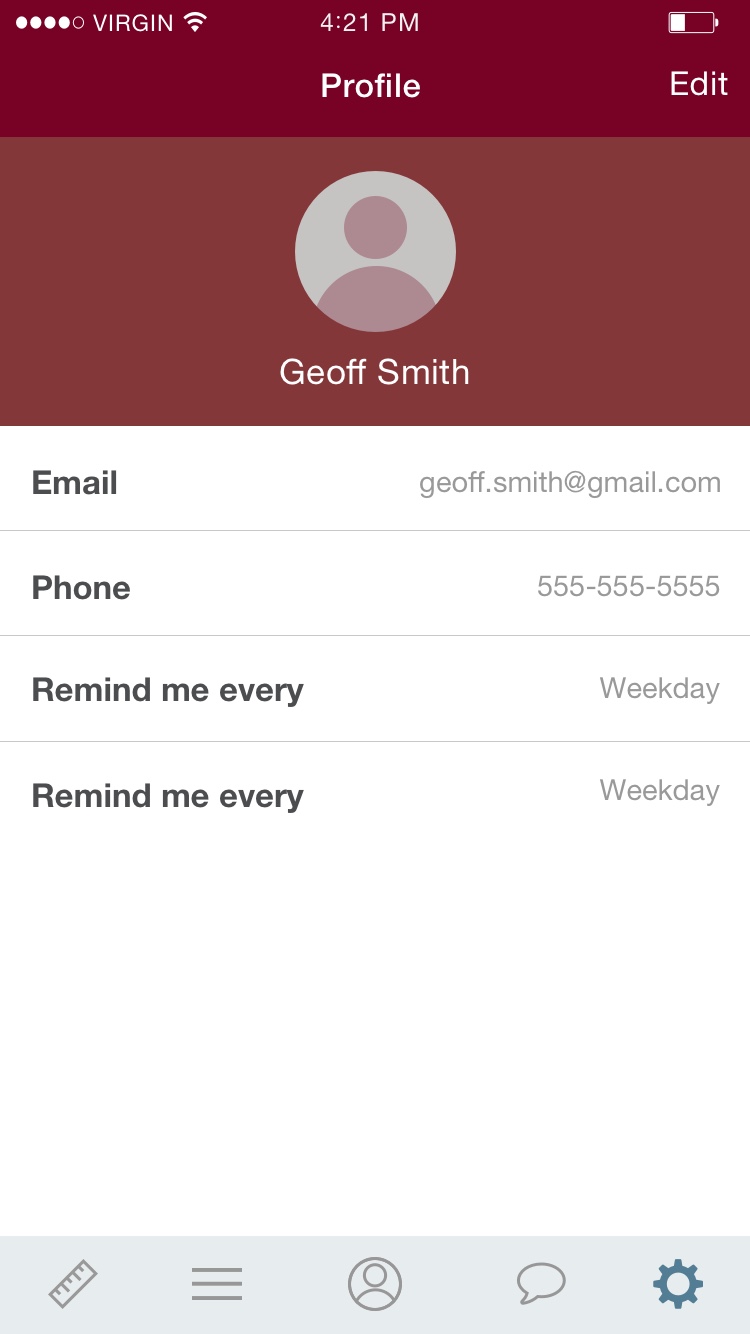 VIRGIN 4:21 PM
Profile Edit
Geoff Smith
Email geoff.smith@gmail.com
Phone 555-555-5555
Remind me every Weekday
Remind me every Weekday